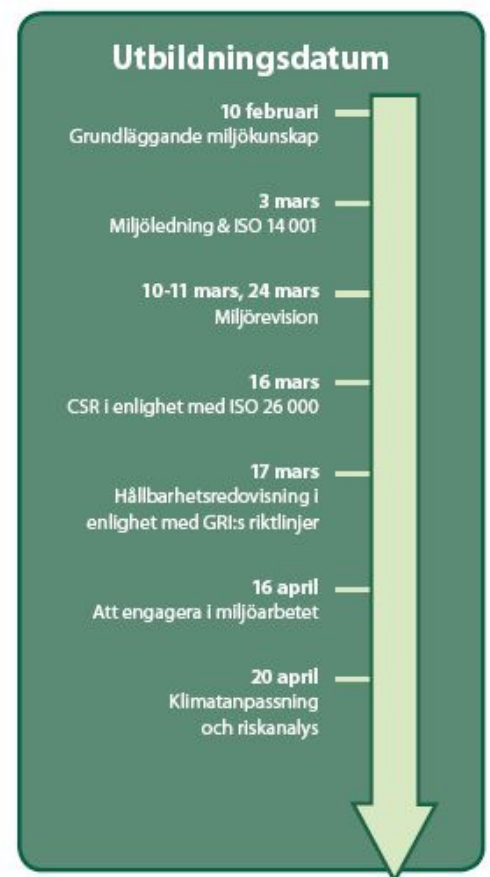 Utbildningsdatum
10 februari
Grundläggande miljökunskap
3 mars
Miljöledning & ISO 14 001
10-11 mars, 24 mars
Miljörevision
16 mars
CSR i enlighet med ISO 26 000
17 mars
Hållbarhetsredovisning i
enlighet med GRI:s riktlinjer
16 april
Att engagera i miljöarbetet
20 april
Klimatanpassning
och riskanalys